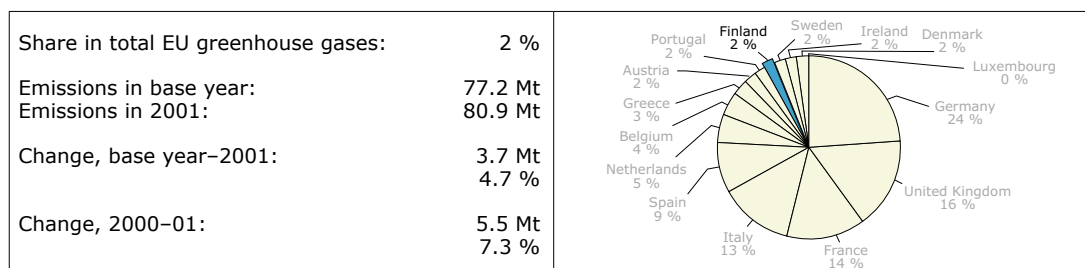 Share in total EU greenhouse gases: 2 %
Emissions in base year: 77.2 Mt
Emissions in 2001: 80.9 Mt
Change, base year–2001: 3.7 Mt
4.7 %
Change, 2000–01: 5.5 Mt
7.3 %
Finland
2 %
Sweden
2 %
Ireland
2 %
Denmark
2 %
Luxembourg
0 %
Germany
24 %
United Kingdom
16 %
France
14 %
Italy
13 %
Spain
9 %
Netherlands
5 %
Belgium
4 %
Greece
3 %
Austria
2 %
Portugal
2 %